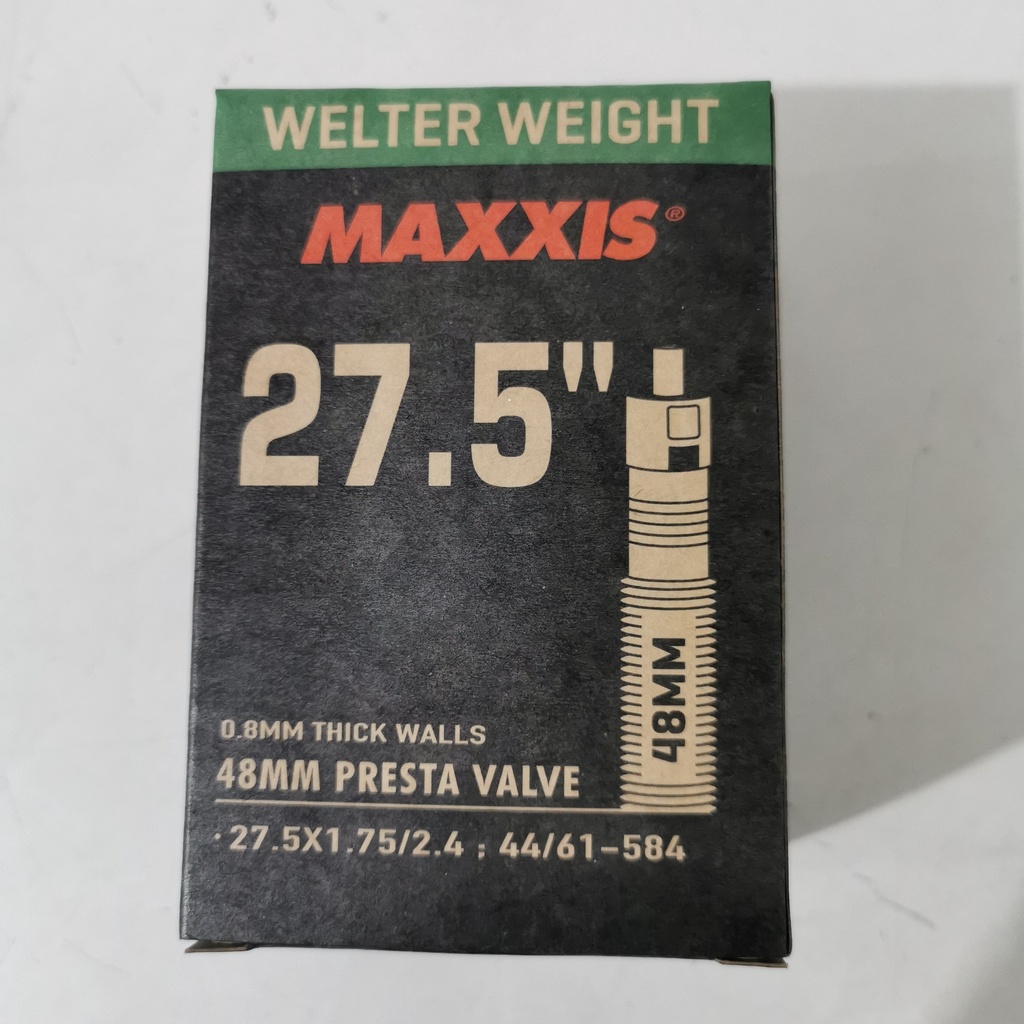 WELTER WEIGHT
MAXXIS®
27.5"
48MM
0.8MM THICK WALLS
48MM PRESTA VALVE
·27.5X1.75/2.4 ; 44/61-584